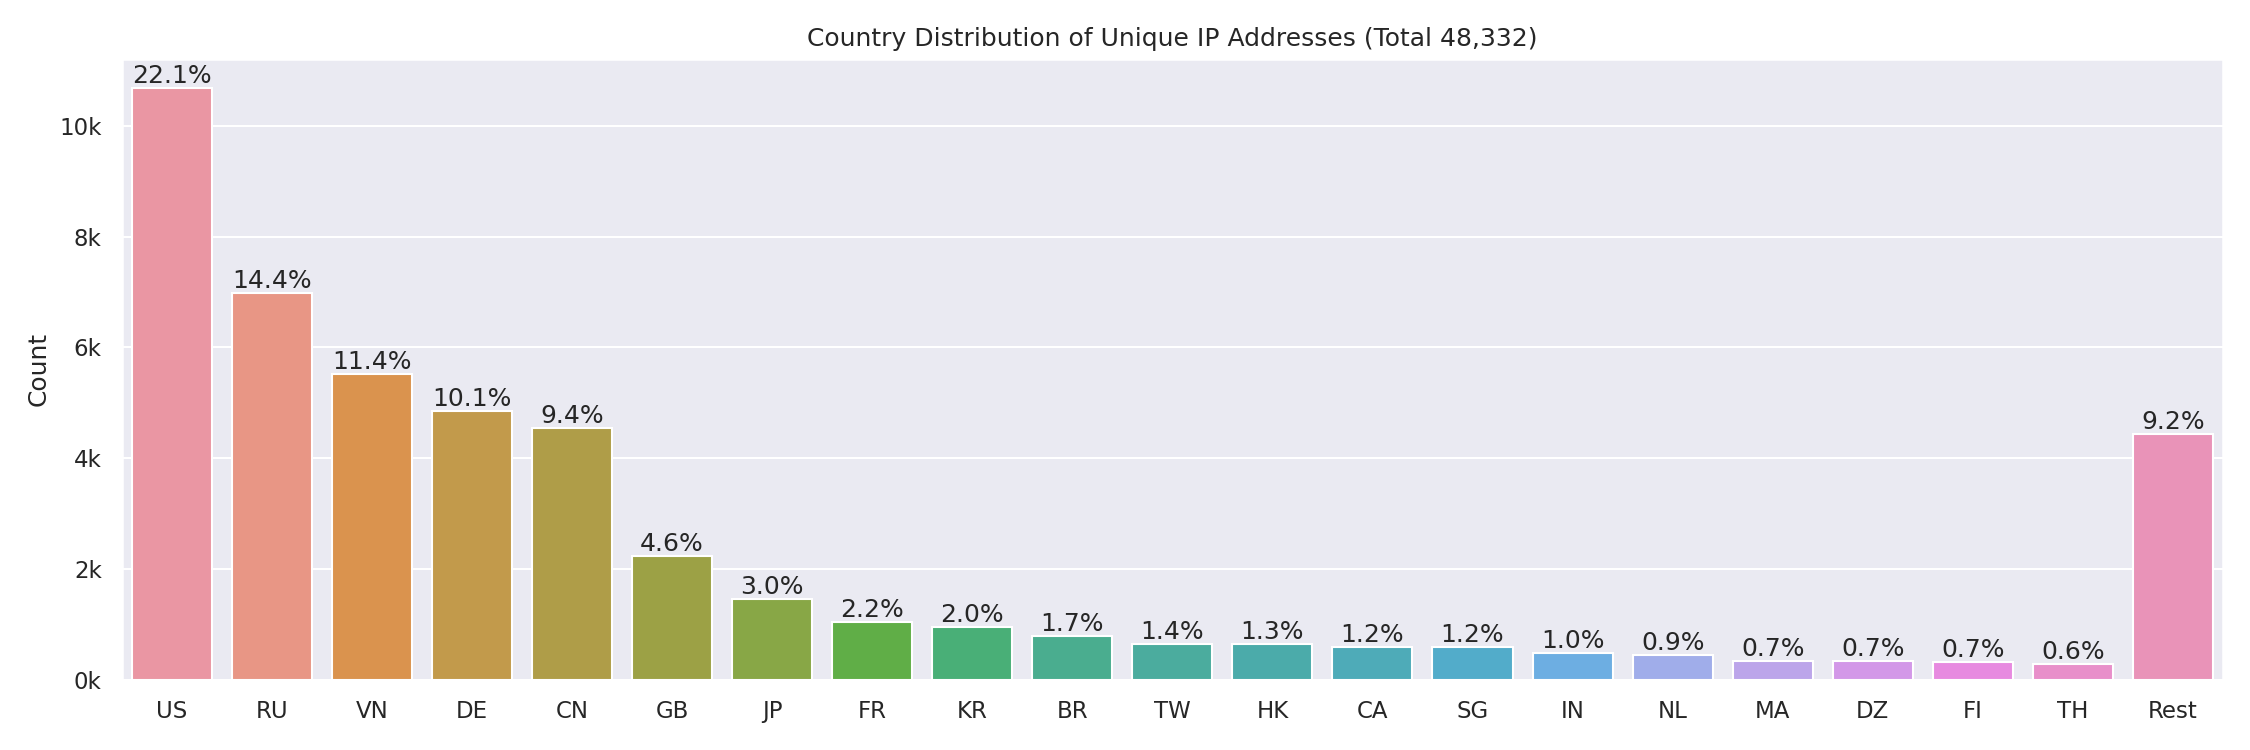 Country Distribution of Unique IP Addresses (Total 48,332)
22.1%
14.4%
11.4%
10.1%
9.4%
4.6%
3.0%
2.2%
2.0%
1.7%
1.4%
1.3%
1.2%
1.2%
1.0%
0.9%
0.7%
0.7%
0.7%
0.6%
9.2%
Count
10k
8k
6k
4k
2k
0k
US RU VN DE CN GB JP FR KR BR TW HK CA SG IN NL MA DZ FI TH Rest